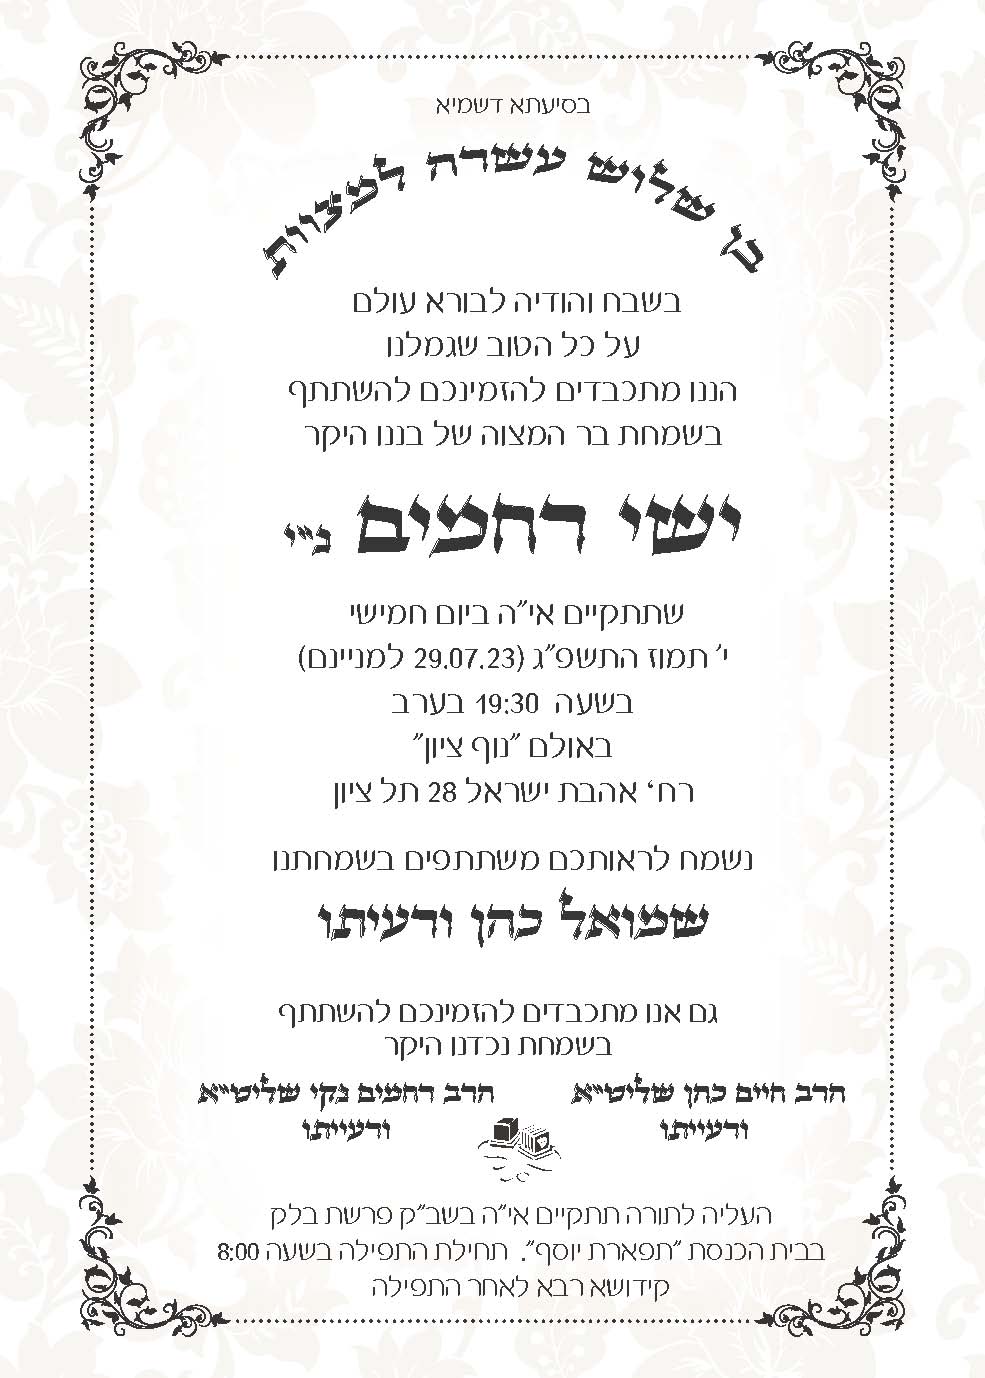 בסיעתא דשמיא
בן שלוש עשרה למצוות
בשבח והודיה לבורא עולם
על כל הטוב שגמלנו
הננו מתכבדים להזמינכם להשתתף
בשמחת בר המצוה של בננו היקר
ישי רחמים נ"י
שתתקיים אי"ה ביום חמישי
י' תמוז התשפ"ג (29.07.23 למניינם)
בשעה 19:30 בערב
באולם "נוף ציון"
רח' אהבת ישראל 28 תל ציון
נשמח לראותכם משתתפים בשמחתנו
שמואל כהן ורעיתו
גם אנו מתכבדים להזמינכם להשתתף
בשמחת נכדנו היקר
הרב חיים כהן שליט"א
ורעייתו
הרב רחמים נקי שליט"א
ורעייתו
העליה לתורה תתקיים אי"ה בשב"ק פרשת בלק
בבית הכנסת "תפארת יוסף". תחילת התפילה בשעה 8:00
קידושא רבא לאחר התפילה